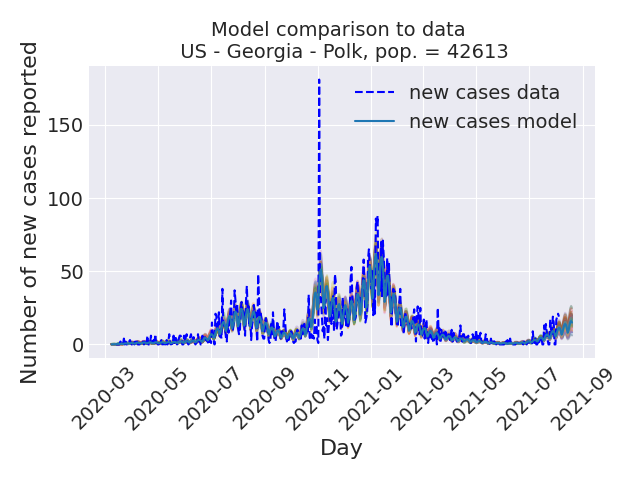 Model comparison to data
US - Georgia - Polk, pop. = 42613
Number of new cases reported
new cases data
new cases model
150
100
50
0
2020-03
2020-05
2020-07
2020-09
2020-11
2021-01
2021-03
2021-05
2021-07
2021-09
Day